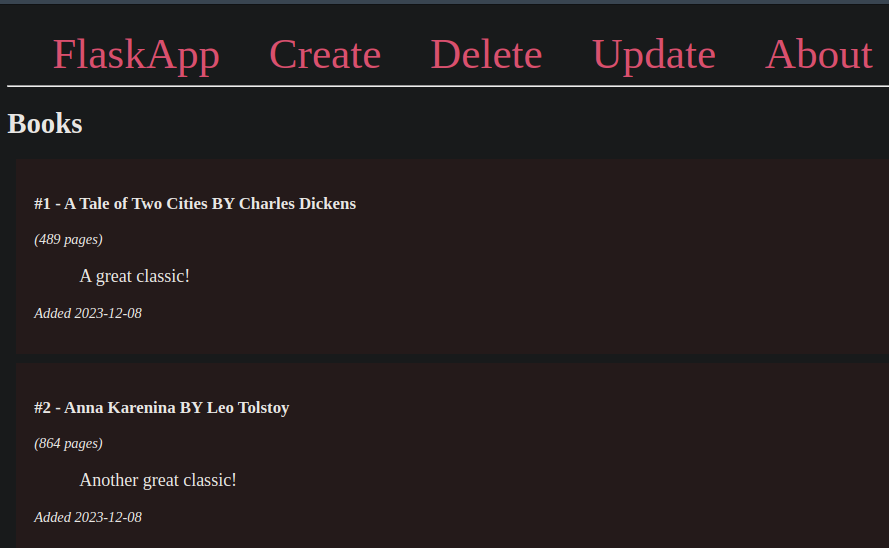 FlaskApp Create Delete Update About
Books
#1 - A Tale of Two Cities BY Charles Dickens
(489 pages)
A great classic!
Added 2023-12-08
#2 - Anna Karenina BY Leo Tolstoy
(864 pages)
Another great classic!
Added 2023-12-08